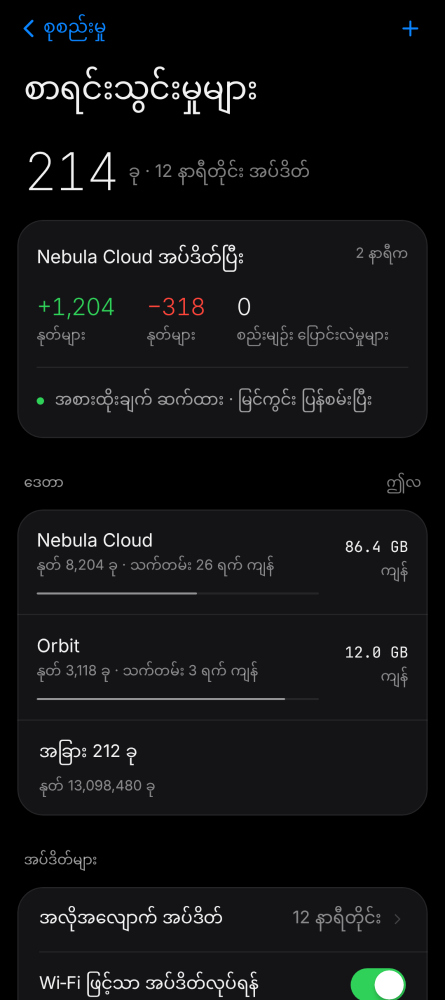 စုစည်းမှု
စာရင်းသွင်းမှုများ
214 ခု · 12 နာရီတိုင်း အပ်ဒိတ်
Nebula Cloud အပ်ဒိတ်ပြီး
2 နာရီက
+1,204
−318
0
နုတ်များ
နုတ်များ
စည်းမျဉ်း ပြောင်းလဲမှုများ
အစားထိုးချက် ဆက်ထား · မြင်ကွင်း ပြန်စမ်းပြီး
ဒေတာ
ဤလ
Nebula Cloud
86.4 GB
နုတ် 8,204 ခု · သက်တမ်း 26 ရက် ကျန်
ကျန်
Orbit
12.0 GB
နုတ် 3,118 ခု · သက်တမ်း 3 ရက် ကျန်
ကျန်
အခြား 212 ခု
နုတ် 13,098,480 ခု
အပ်ဒိတ်များ
အလိုအလျောက် အပ်ဒိတ်
12 နာရီတိုင်း
Wi-Fi ဖြင့်သာ အပ်ဒိတ်လုပ်ရန်